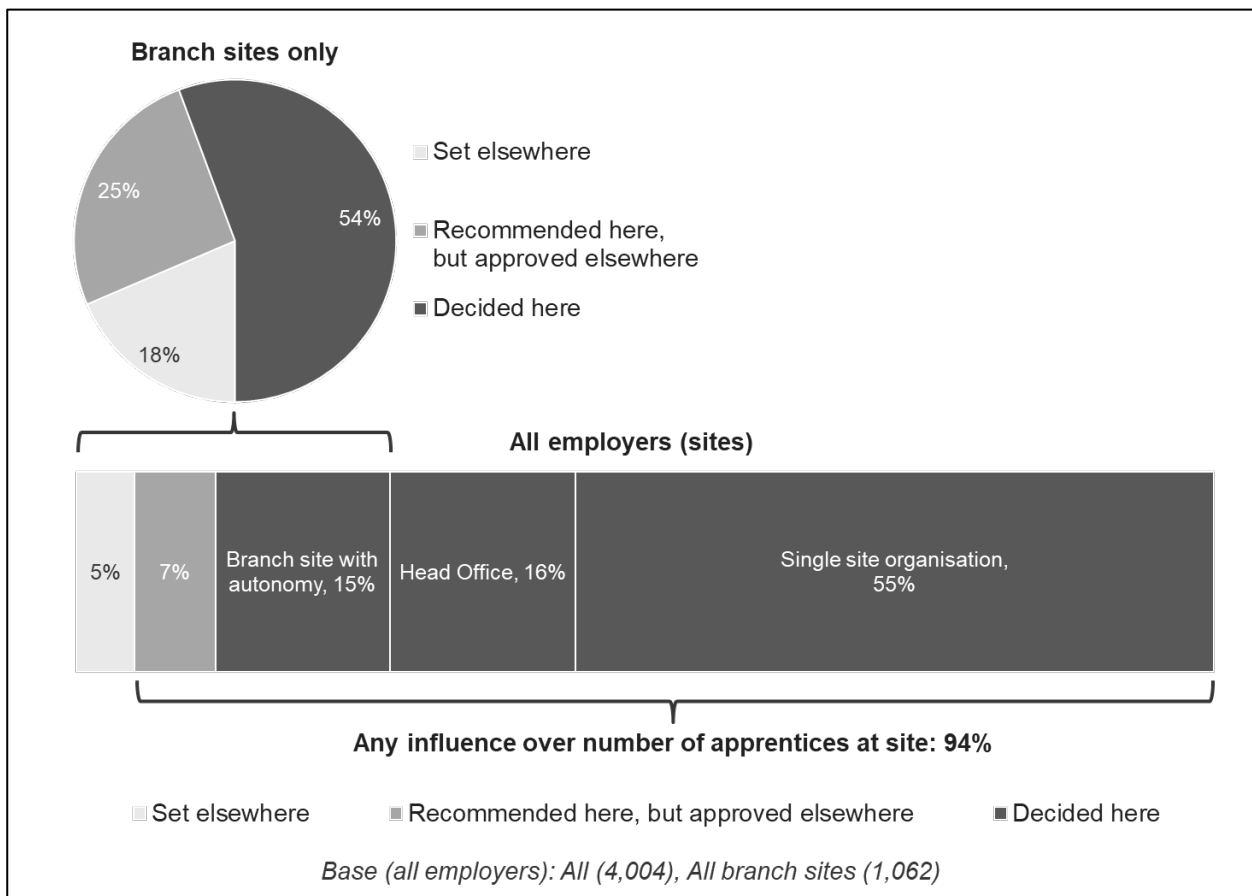 Branch sites only
25%
54%
18%
Set elsewhere
Recommended here,
but approved elsewhere
Decided here
All employers (sites)
5%
7%
Branch site with
autonomy, 15%
Head Office, 16%
Single site organisation,
55%
Any influence over number of apprentices at site: 94%
Set elsewhere
Recommended here, but approved elsewhere
Decided here
Base (all employers): All (4,004), All branch sites (1,062)